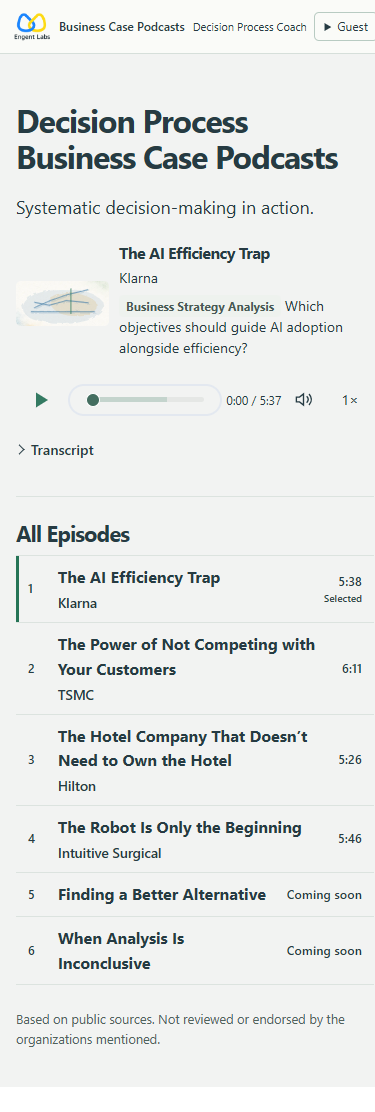 Engent Labs
Business Case Podcasts Decision Process Coach ▶ Guest
Decision Process
Business Case Podcasts
Systematic decision-making in action.
The AI Efficiency Trap
Klarna
Business Strategy Analysis Which
objectives should guide AI adoption
alongside efficiency?
0:00 / 5:37 1×
Transcript
All Episodes
1 The AI Efficiency Trap 5:38
Klarna Selected
2 The Power of Not Competing with
Your Customers 6:11
TSMC
3 The Hotel Company That Doesn't
Need to Own the Hotel 5:26
Hilton
4 The Robot Is Only the Beginning 5:46
Intuitive Surgical
5 Finding a Better Alternative Coming soon
6 When Analysis Is
Inconclusive Coming soon
Based on public sources. Not reviewed or endorsed by the
organizations mentioned.